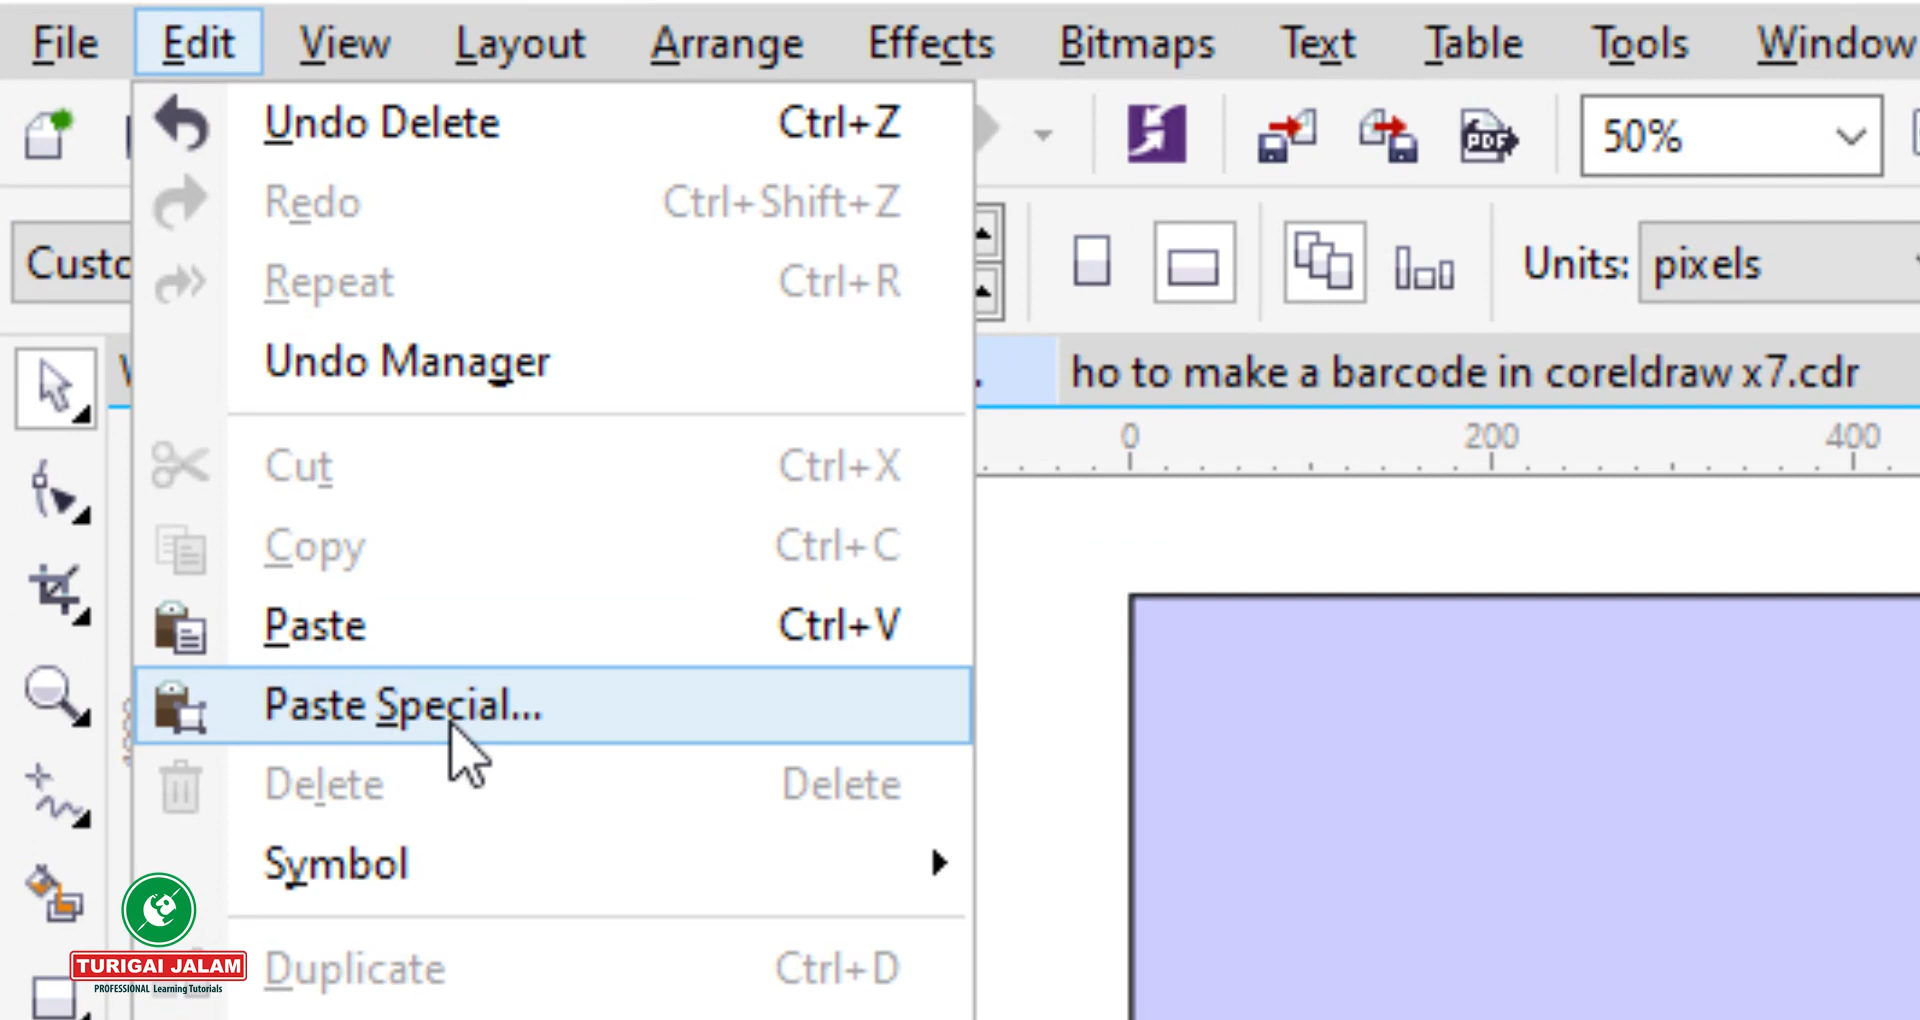 File Edit View Layout Arrange Effects Bitmaps Text Table Tools Window
Undo Delete Ctrl+Z
50%
Redo Ctrl+Shift+Z
Repeat Ctrl+R
Units: pixels
Undo Manager
ho to make a barcode in coreldraw x7.cdr
0 200 400
Cut Ctrl+X
Copy Ctrl+C
Paste Ctrl+V
Paste Special...
Delete Delete
Symbol
Duplicate Ctrl+D
PDF
TURIGAI JALAM
PROFESSIONAL Learning Tutorials